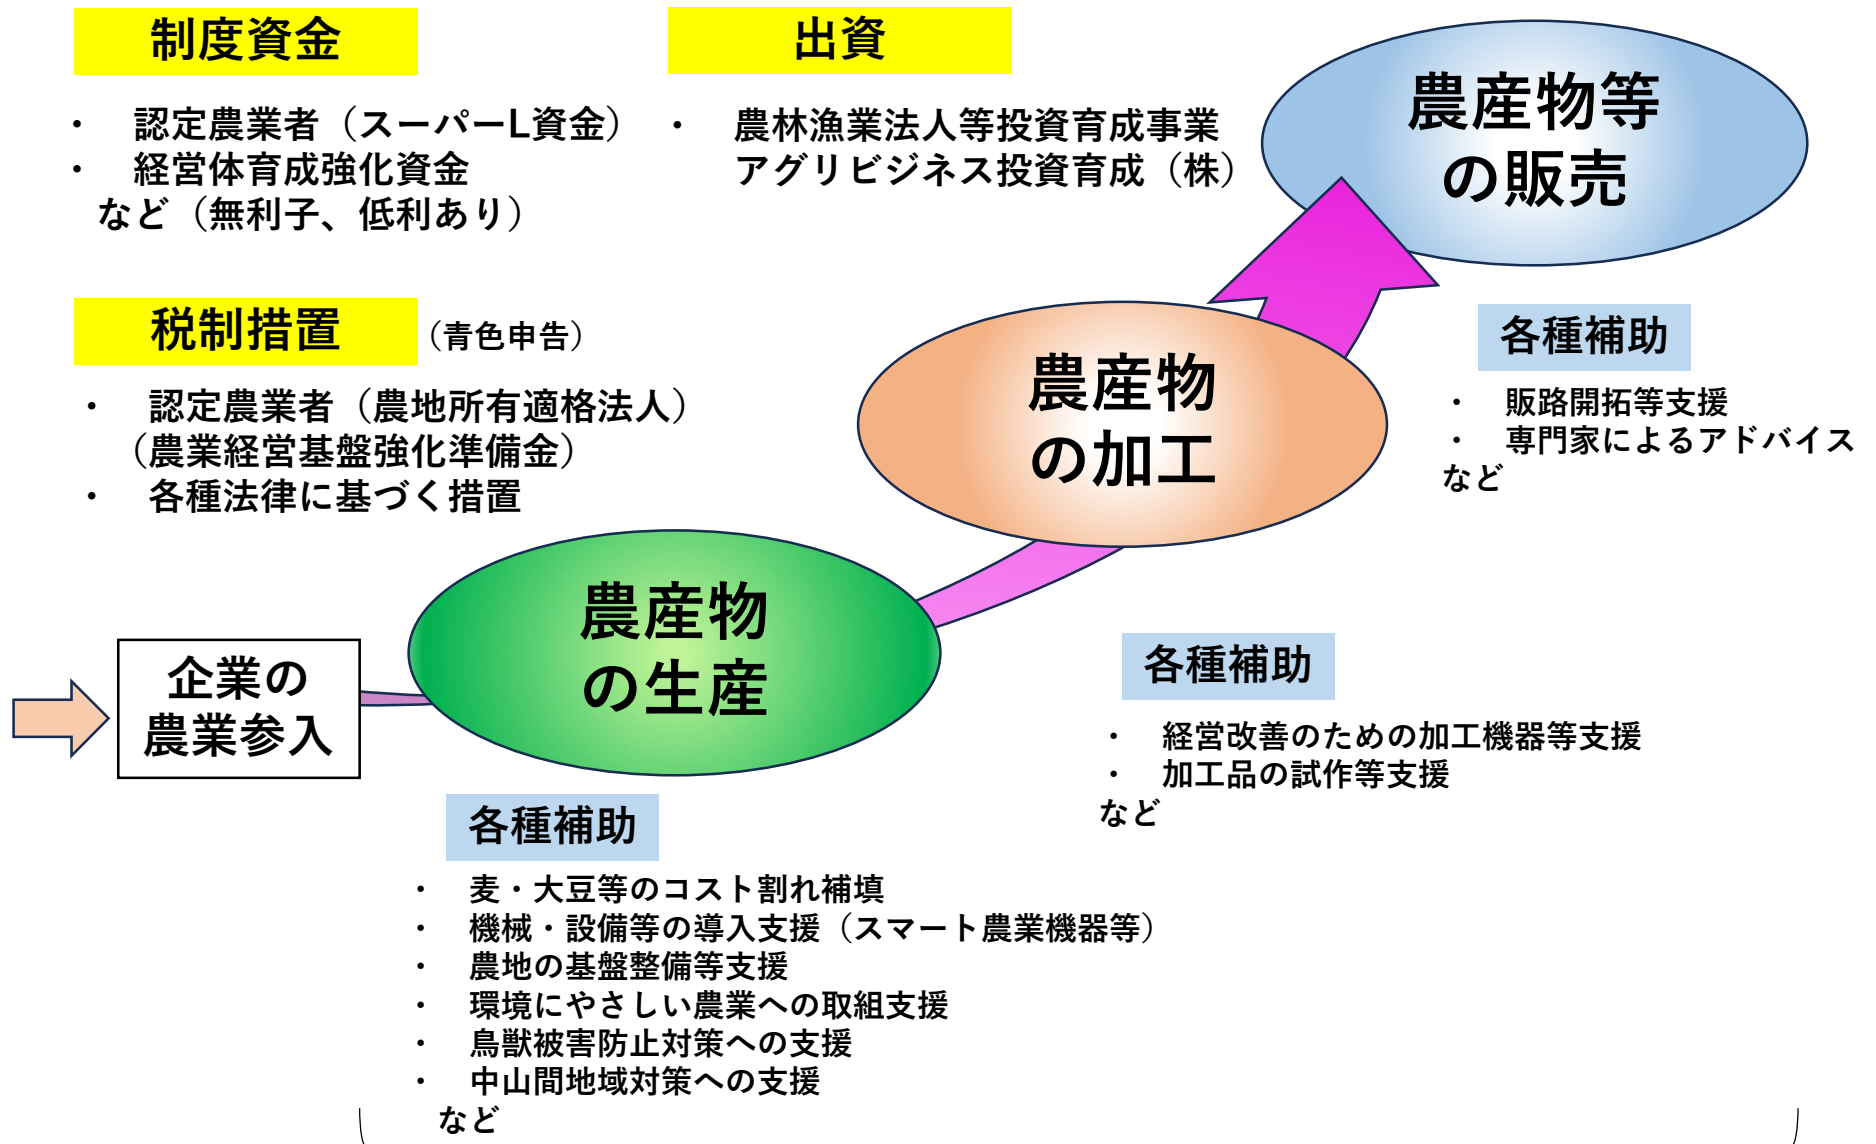 制度資金
・　認定農業者（スーパーL資金）
・　経営体育成強化資金
など（無利子、低利あり）
出資
・　農林漁業法人等投資育成事業
アグリビジネス投資育成（株）
農産物等
の販売
税制措置 （青色申告）
・　認定農業者（農地所有適格法人）
（農業経営基盤強化準備金）
・　各種法律に基づく措置
農産物
の加工
各種補助
・　販路開拓等支援
・　専門家によるアドバイス
など
企業の
農業参入
農産物
の生産
各種補助
・　経営改善のための加工機器等支援
・　加工品の試作等支援
など
各種補助
・　麦・大豆等のコスト割れ補填
・　機械・設備等の導入支援（スマート農業機器等）
・　農地の基盤整備等支援
・　環境にやさしい農業への取組支援
・　鳥獣被害防止対策への支援
・　中山間地域対策への支援
など